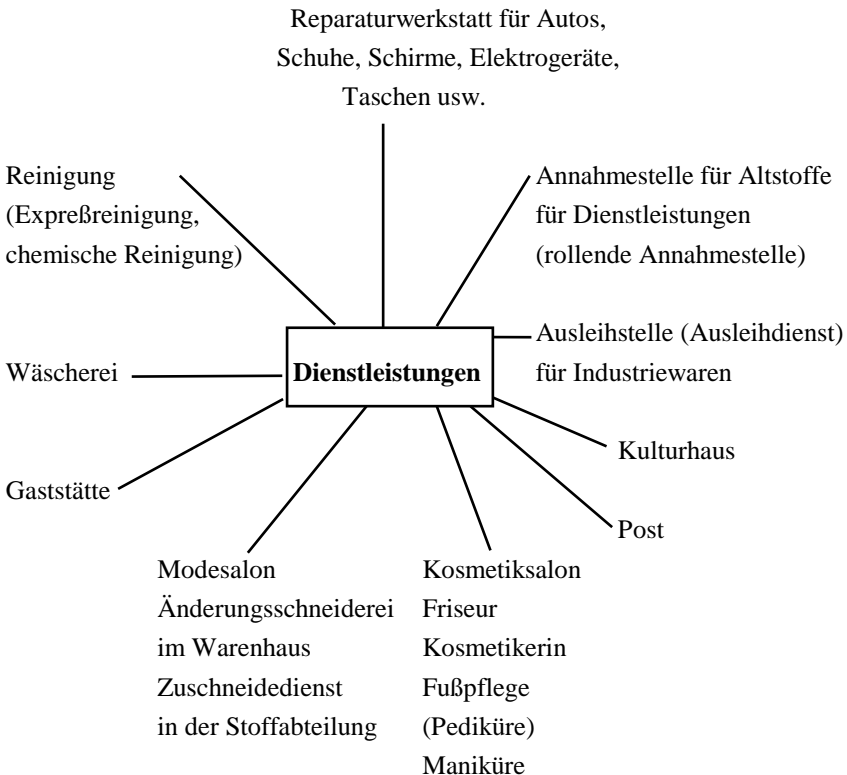 Reparaturwerkstatt für Autos,
Schuhe, Schirme, Elektrogeräte,
Taschen usw.
Reinigung
(Expreßreinigung,
chemische Reinigung)
Annahmestelle für Altstoffe
für Dienstleistungen
(rollende Annahmestelle)
Ausleihstelle (Ausleihdienst)
für Industriewaren
Wäscherei
Dienstleistungen
Kulturhaus
Gaststätte
Post
Modesalon
Änderungsschneiderei
im Warenhaus
Zuschneidedienst
in der Stoffabteilung
Kosmetiksalon
Friseur
Kosmetikerin
Fußpflege
(Pediküre)
Maniküre